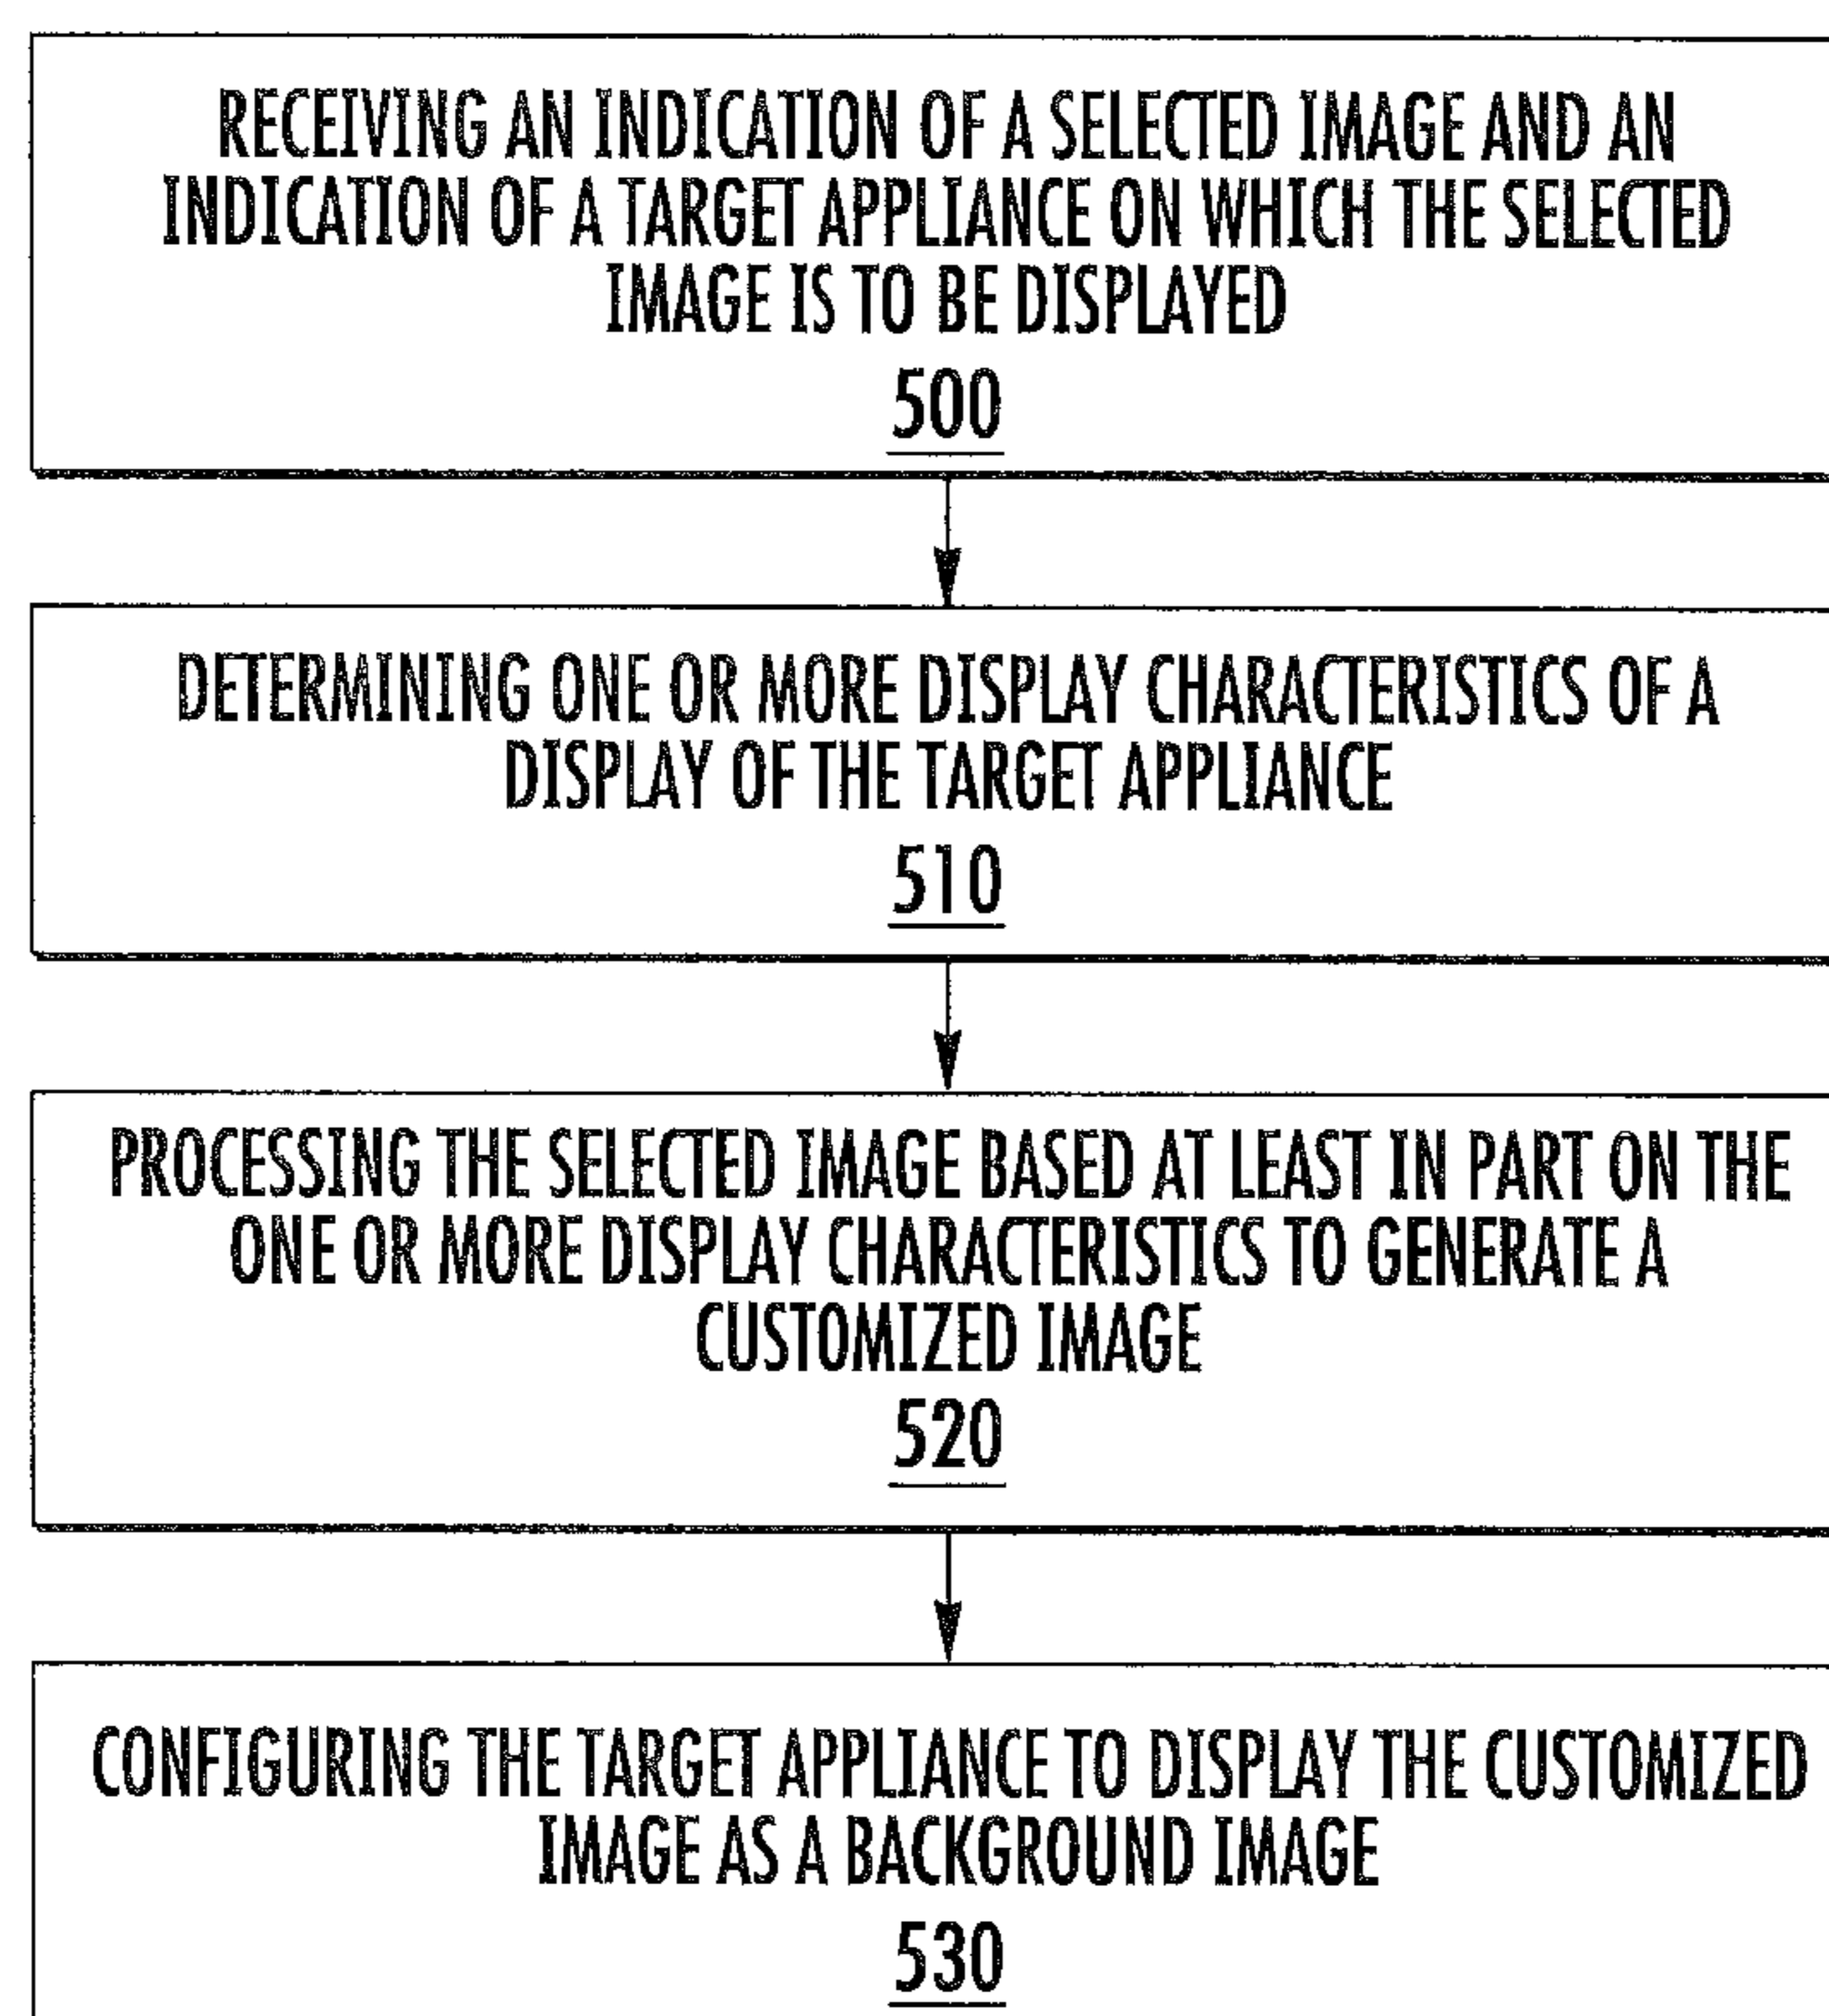 RECEIVING AN INDICATION OF A SELECTED IMAGE AND AN
INDICATION OF A TARGET APPLIANCE ON WHICH THE SELECTED
IMAGE IS TO BE DISPLAYED
500
DETERMINING ONE OR MORE DISPLAY CHARACTERISTICS OF A
DISPLAY OF THE TARGET APPLIANCE
510
PROCESSING THE SELECTED IMAGE BASED AT LEAST IN PART ON THE
ONE OR MORE DISPLAY CHARACTERISTICS TO GENERATE A
CUSTOMIZED IMAGE
520
CONFIGURING THE TARGET APPLIANCE TO DISPLAY THE CUSTOMIZED
IMAGE AS A BACKGROUND IMAGE
530